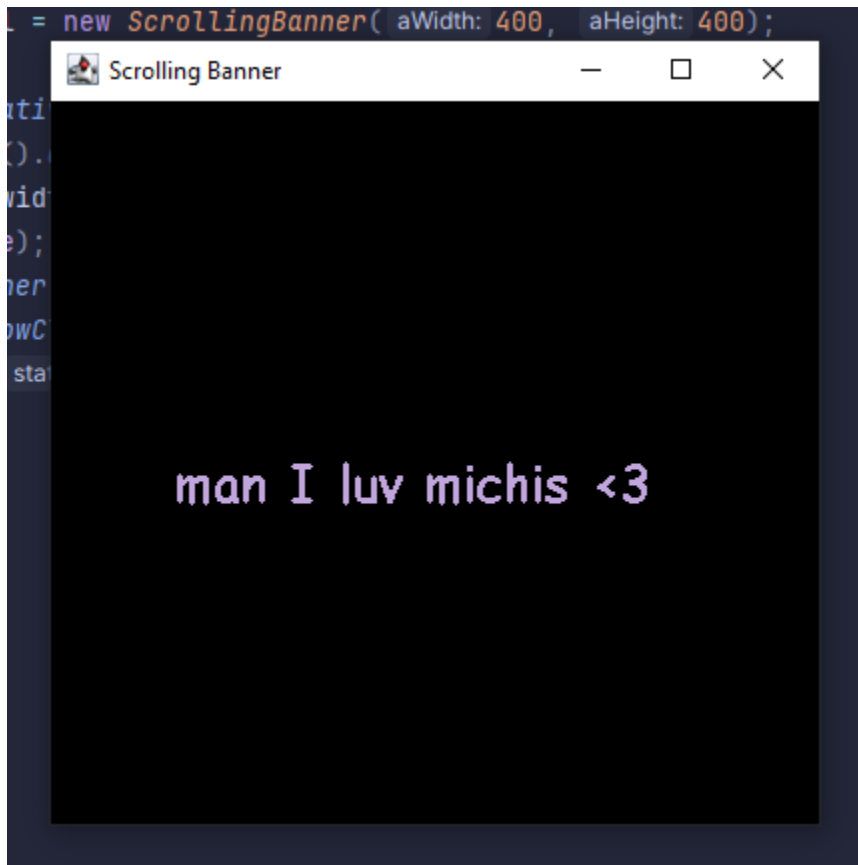 = new ScrollingBanner( aWidth: 400, aHeight: 400);
Scrolling Banner
man I luv michis <3